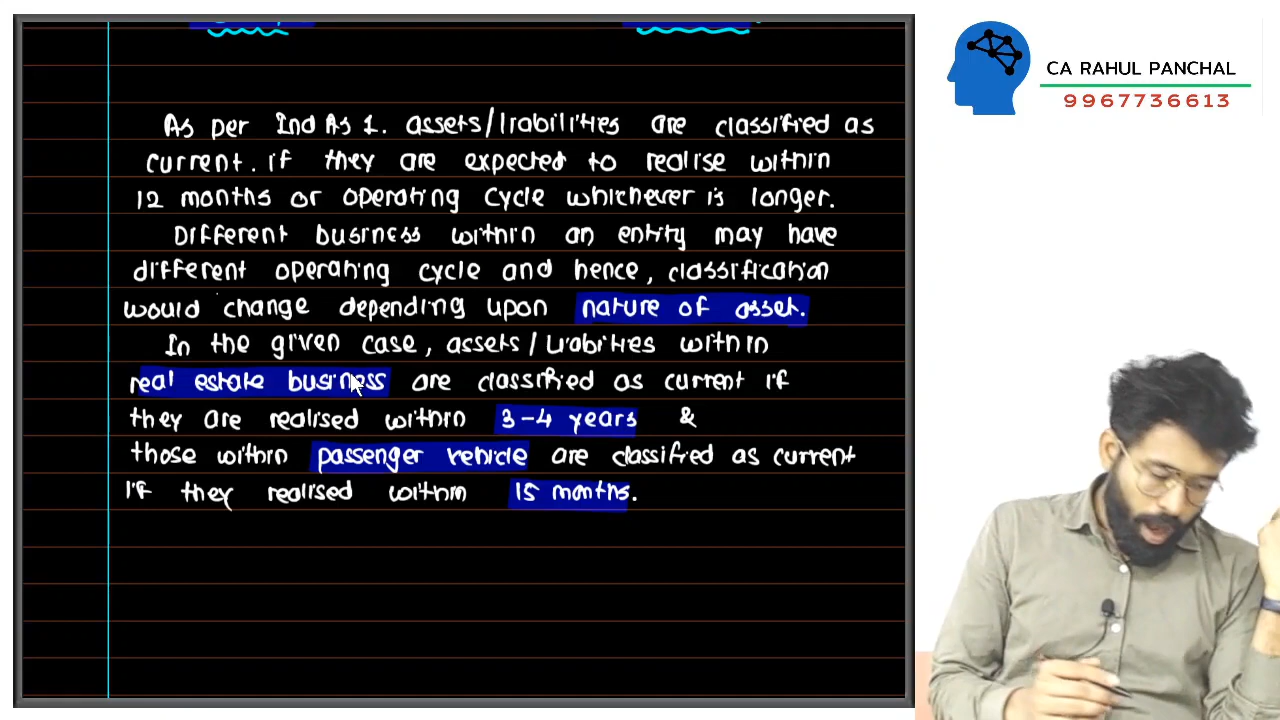 CA RAHUL PANCHAL
9967736613
As per Ind As 1. assets/liabilities are classified as
current. if they are expected to realise within
12 months or operating cycle whichever is longer.
Different business within an entity may have
different operating cycle and hence, classification
would change depending upon nature of asset.
In the given case, assets/Liabilities within
real estate business are classified as current if
they are realised within 3-4 years &
those within passenger vehicle are classified as current
if they realised within 15 months.